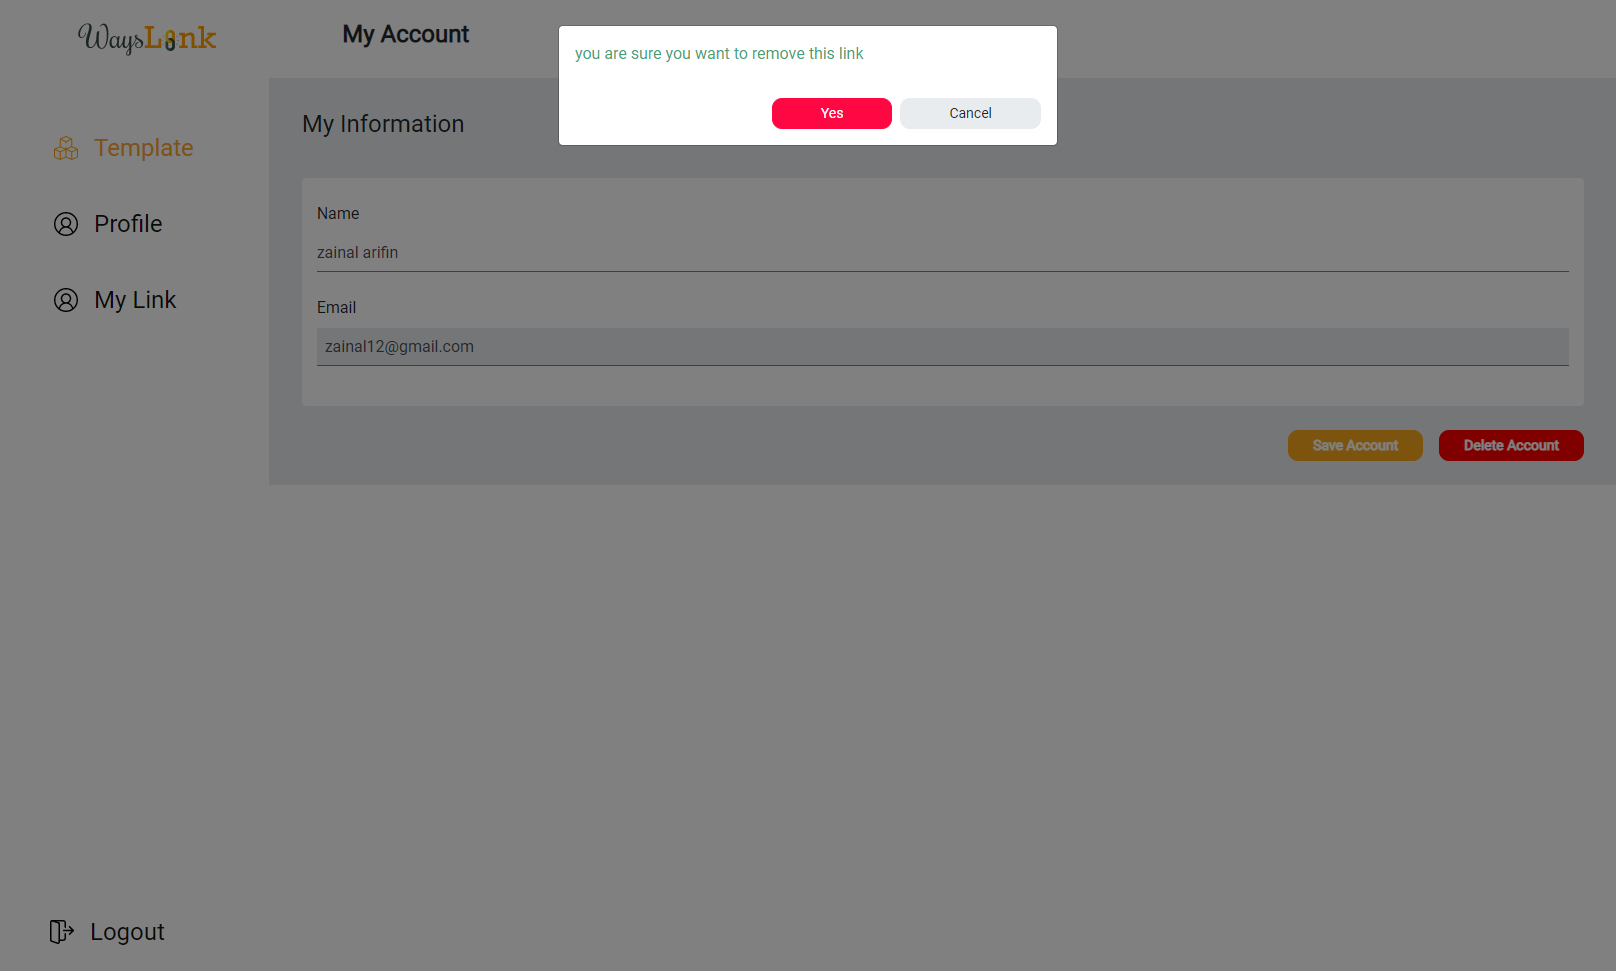 WaysLink
My Account
you are sure you want to remove this link
Yes
Cancel
Template
Profile
My Link
My Information
Name
zainal arifin
Email
zainal12@gmail.com
Save Account
Delete Account
Logout